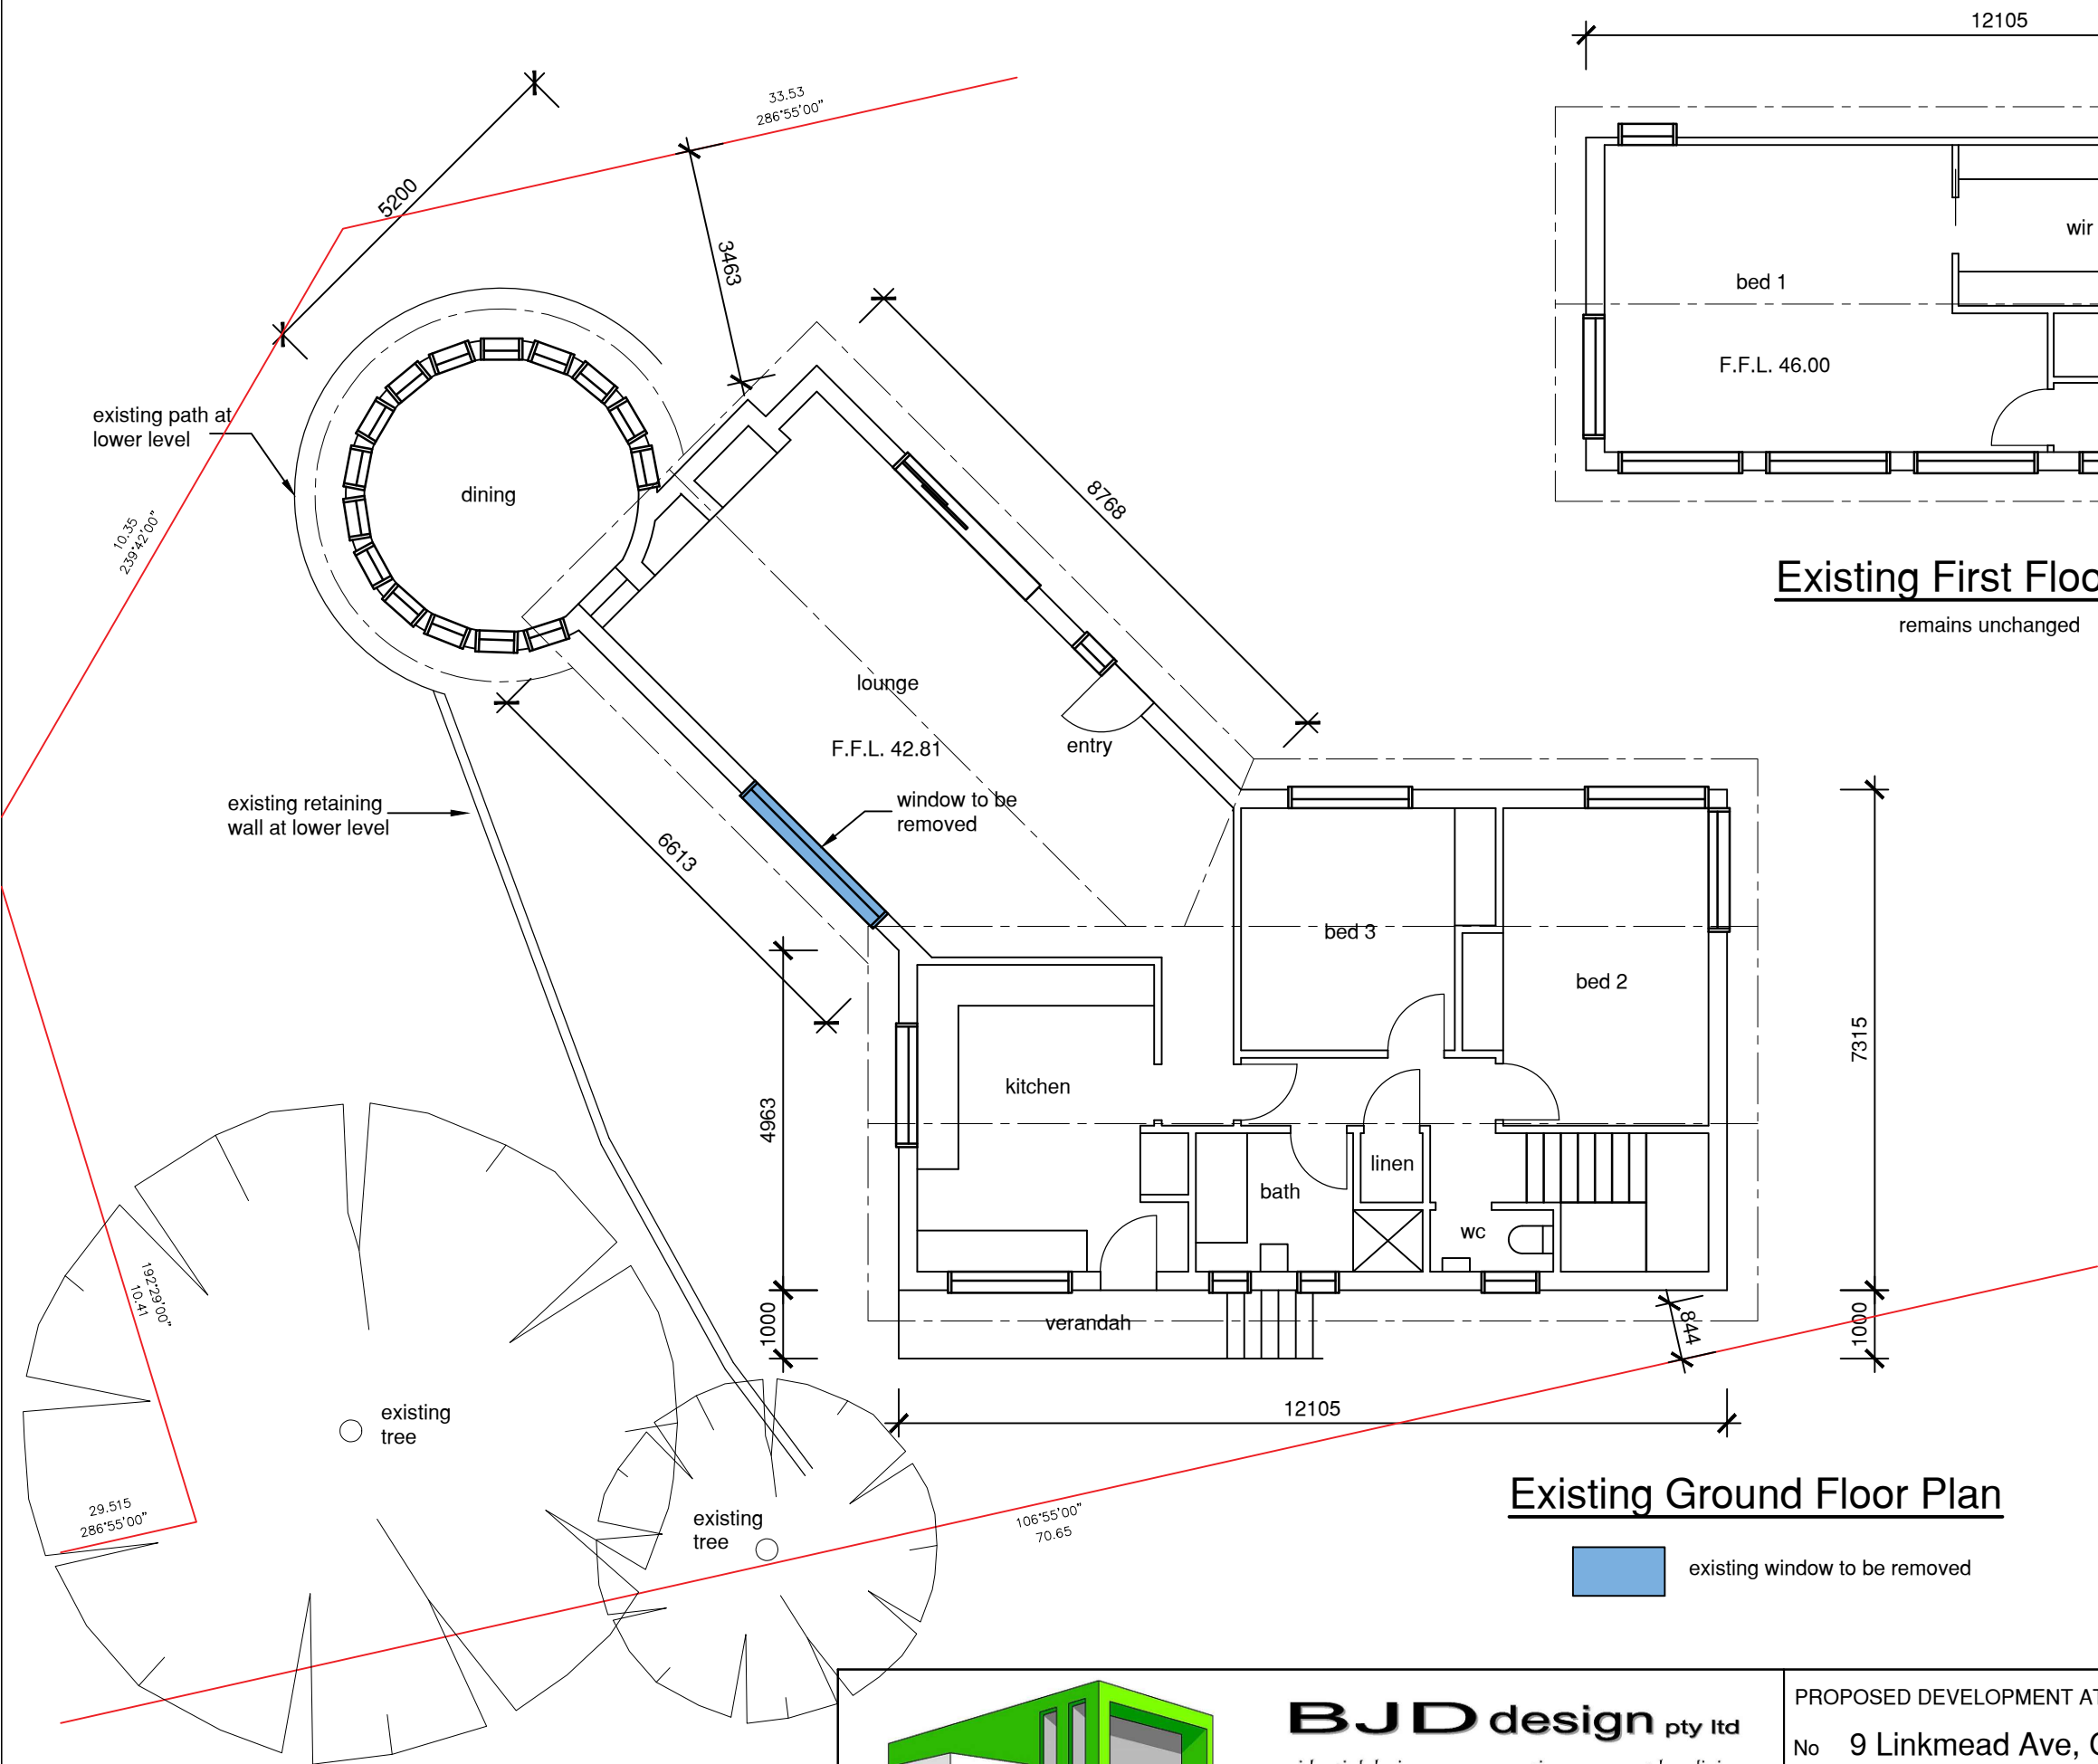 12105
33.53
286°55'00"
5200
3463
wir
bed 1
F.F.L. 46.00
existing path at
lower level
8768
dining
10.35
239°42'00"
Existing First Floo
remains unchanged
lounge
F.F.L. 42.81
entry
window to be
removed
existing retaining
wall at lower level
6613
bed 3
bed 2
7315
kitchen
4963
linen
bath
wc
192°29'00"
10.41
verandah
1000
844
1000
12105
existing
tree
Existing Ground Floor Plan
29.515
286°55'00"
existing
tree
106°55'00"
70.65
existing window to be removed
BJD design pty ltd
PROPOSED DEVELOPMENT AT
No 9 Linkmead Ave,